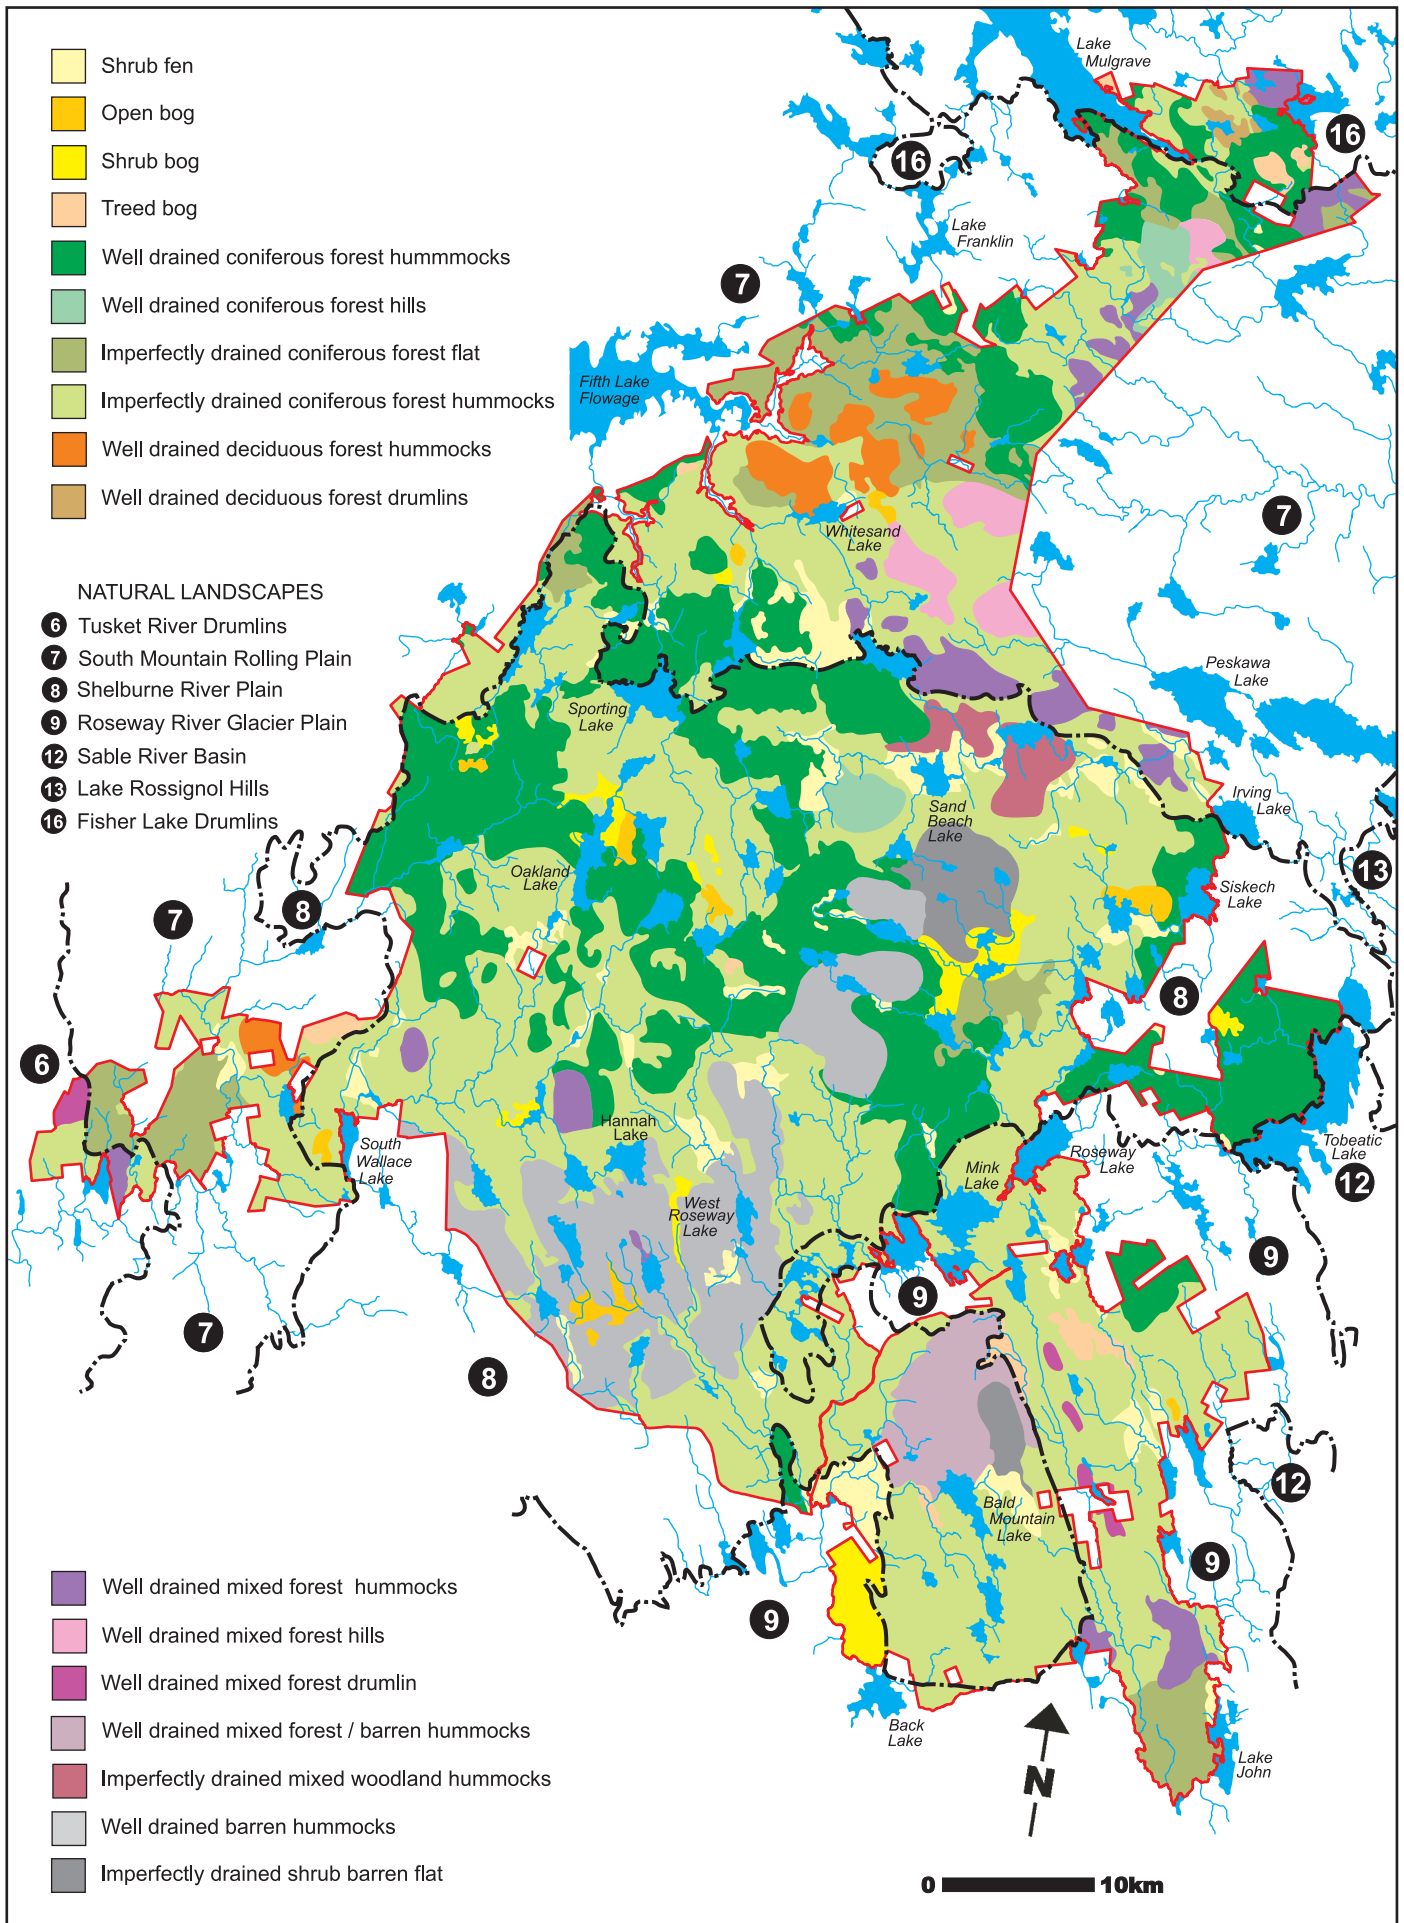 Shrub fen
Open bog
Shrub bog
Treed bog
Well drained coniferous forest hummmocks
Well drained coniferous forest hills
Imperfectly drained coniferous forest flat
Imperfectly drained coniferous forest hummocks
Well drained deciduous forest hummocks
Well drained deciduous forest drumlins
NATURAL LANDSCAPES
6 Tusket River Drumlins
7 South Mountain Rolling Plain
8 Shelburne River Plain
9 Roseway River Glacier Plain
12 Sable River Basin
13 Lake Rossignol Hills
16 Fisher Lake Drumlins
Lake
Mulgrave
16
16
Lake
Franklin
7
Fifth Lake
Flowage
7
Whitesand
Lake
Peskawa
Lake
Sporting
Lake
Irving
Lake
Sand
Beach
Lake
Oakland
Lake
13
Siskech
Lake
8
7
8
6
Hannah
Lake
South
Wallace
Lake
Mink
Lake
Roseway
Lake
Tobeatic
Lake
12
West
Roseway
Lake
9
9
7
8
12
Bald
Mountain
Lake
9
9
Back
Lake
Lake
John
N
0 10km
Well drained mixed forest hummocks
Well drained mixed forest hills
Well drained mixed forest drumlin
Well drained mixed forest / barren hummocks
Imperfectly drained mixed woodland hummocks
Well drained barren hummocks
Imperfectly drained shrub barren flat